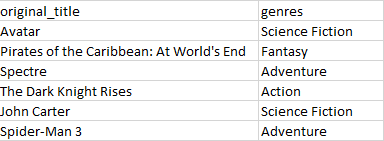 original_title genres
Avatar Science Fiction
Pirates of the Caribbean: At World's End Fantasy
Spectre Adventure
The Dark Knight Rises Action
John Carter Science Fiction
Spider-Man 3 Adventure